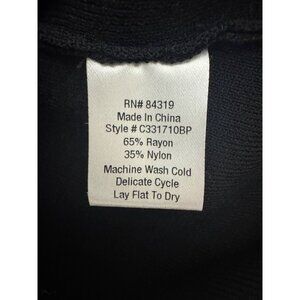 RN# 84319
Made In China
Style # C331710BP
65% Rayon
35% Nylon
Machine Wash Cold
Delicate Cycle
Lay Flat To Dry